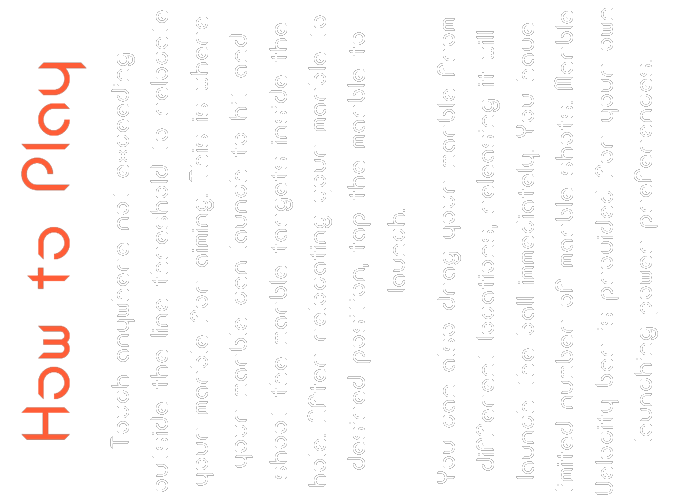 How to Play
Touch anywhere not exceeding
outside the line threshold to relocate
your marble for aiming. This is where
your marble can launch to hit and
shoot the marble targets inside the
hole. After relocating your marble to
desired position, tap the marble to
launch.
You can also drag your marble from
different locations, releasing it will
launch the ball immediately. You have
limited number of marble shots. Marble
Velocity bar is provided for your own
launching power preferences.